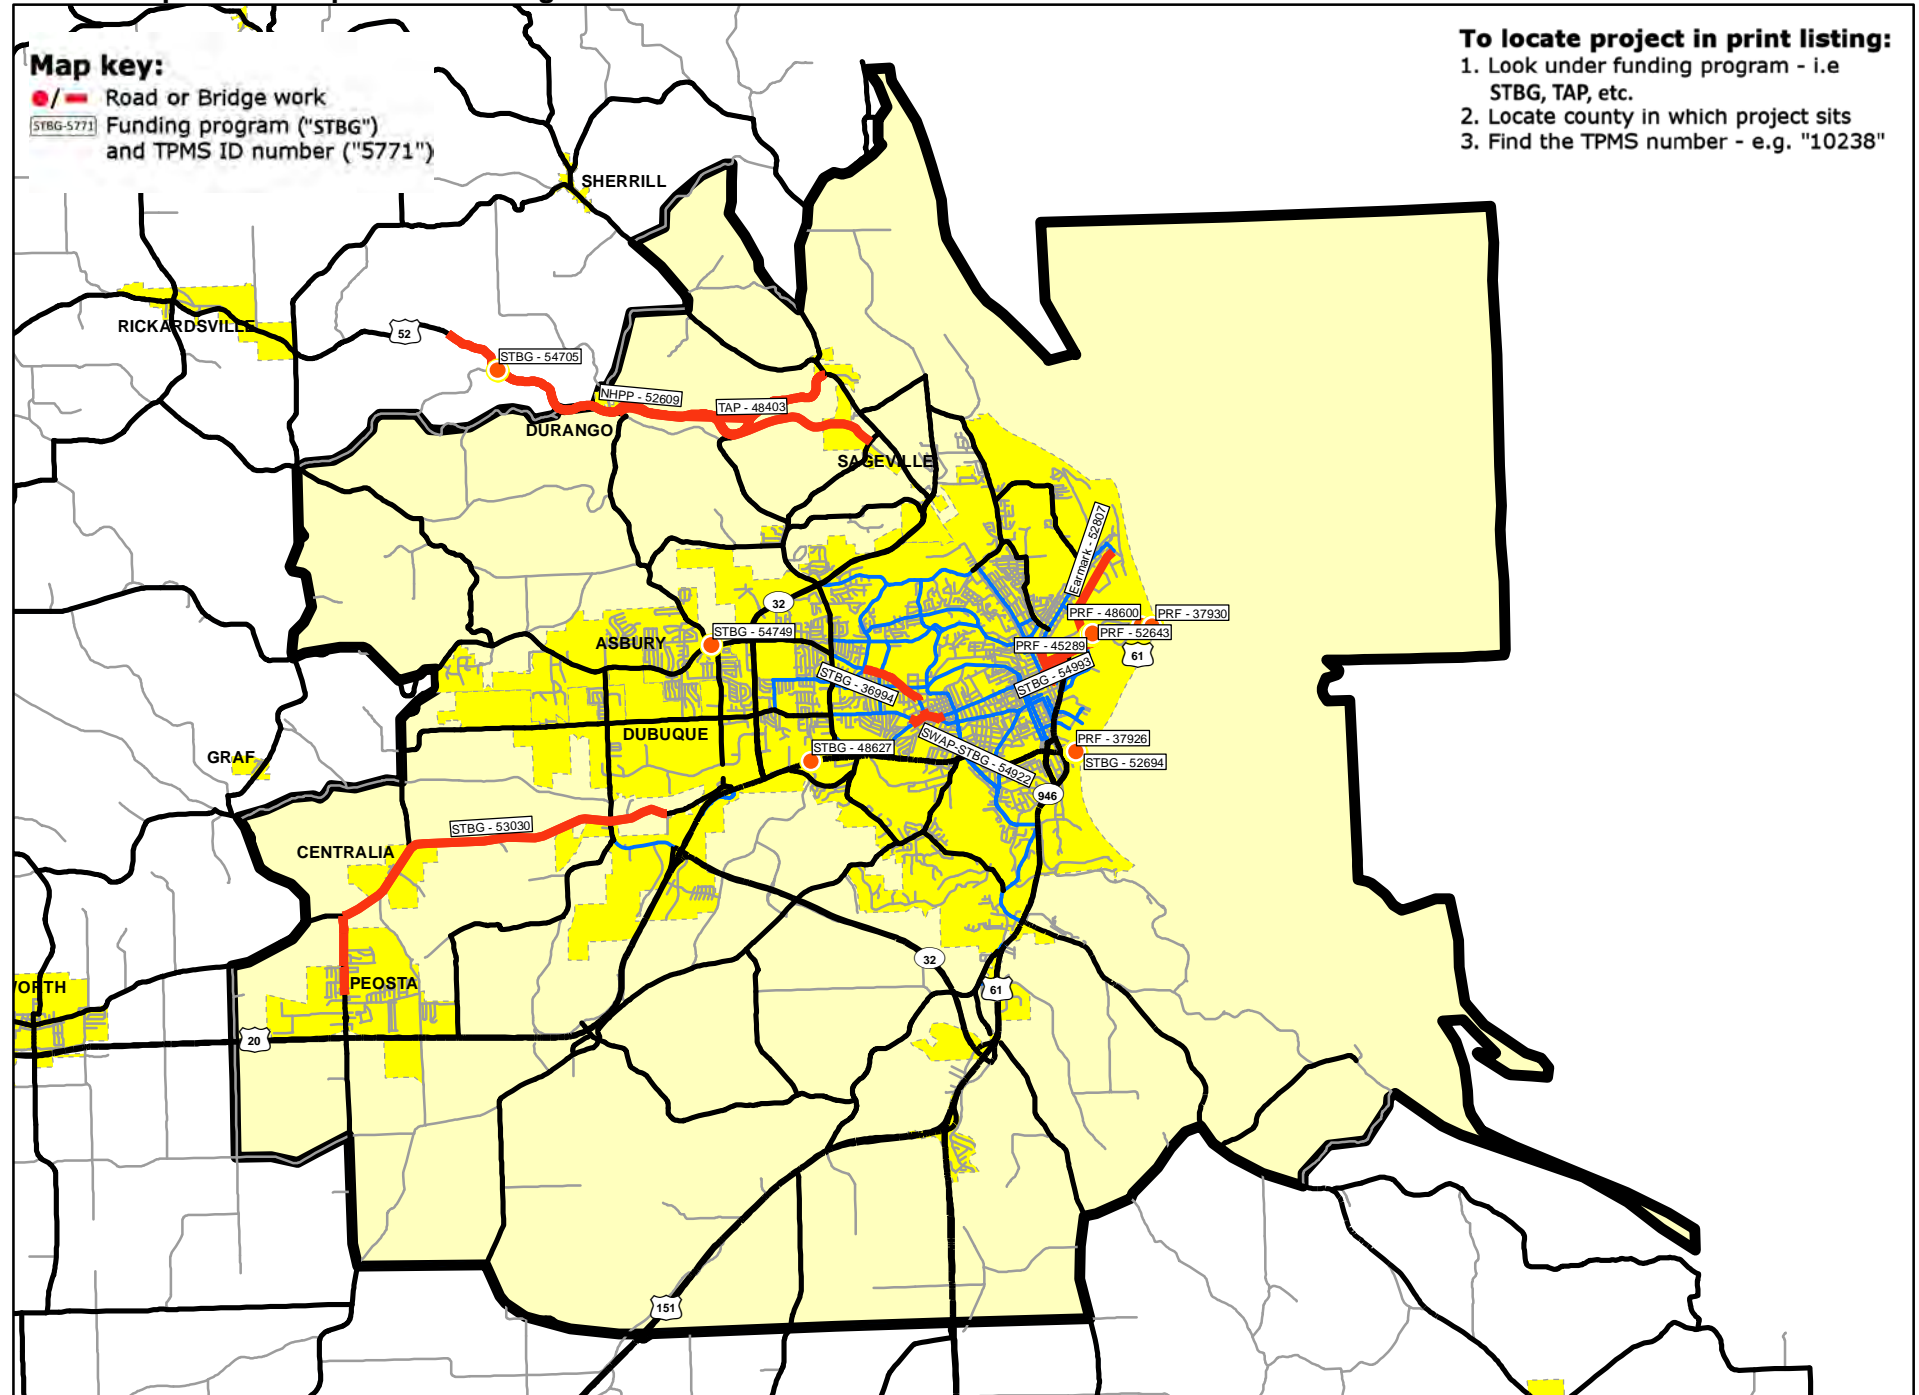 Map key:
Road or Bridge work
STBG-5771 Funding program ("STBG")
and TPMS ID number ("5771")
To locate project in print listing:
1. Look under funding program - i.e
STBG, TAP, etc.
2. Locate county in which project sits
3. Find the TPMS number - e.g. "10238"
SHERRILL
RICKARDSVILLE
52
STBG - 54705
NHPP - 52609
TAP - 48403
DURANGO
SAGEVILLE
Earmark - 52807
32
PRF - 48600
PRF - 37930
STBG - 54749
PRF - 52643
ASBURY
PRF - 45289
61
STBG - 54993
STBG - 36994
DUBUQUE
PRF - 37926
STBG - 48627
SWAP-STBG - 54922
STBG - 52694
GRAF
946
STBG - 53030
CENTRALIA
32
PEOSTA
61
20
151